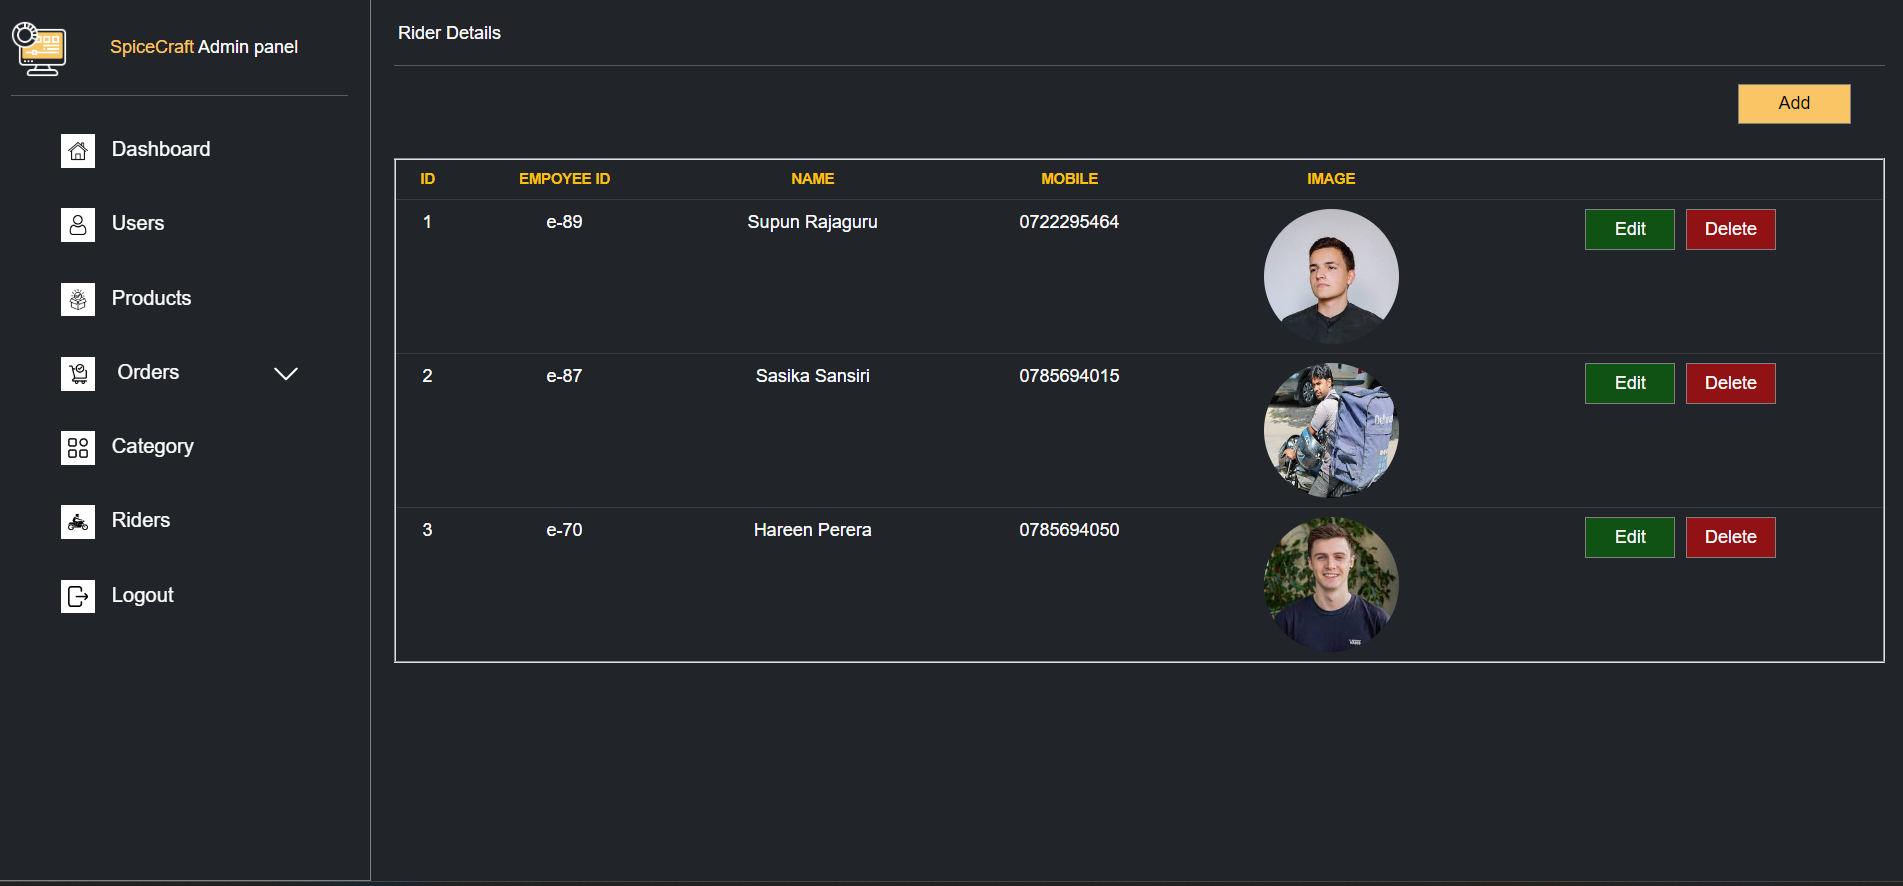 SpiceCraft Admin panel
Rider Details
Add
Dashboard
Users
Products
Orders
Category
Riders
Logout
ID EMPOYEE ID NAME MOBILE IMAGE
1 e-89 Supun Rajaguru 0722295464 Edit Delete
2 e-87 Sasika Sansiri 0785694015 Edit Delete
3 e-70 Hareen Perera 0785694050 Edit Delete
VANS